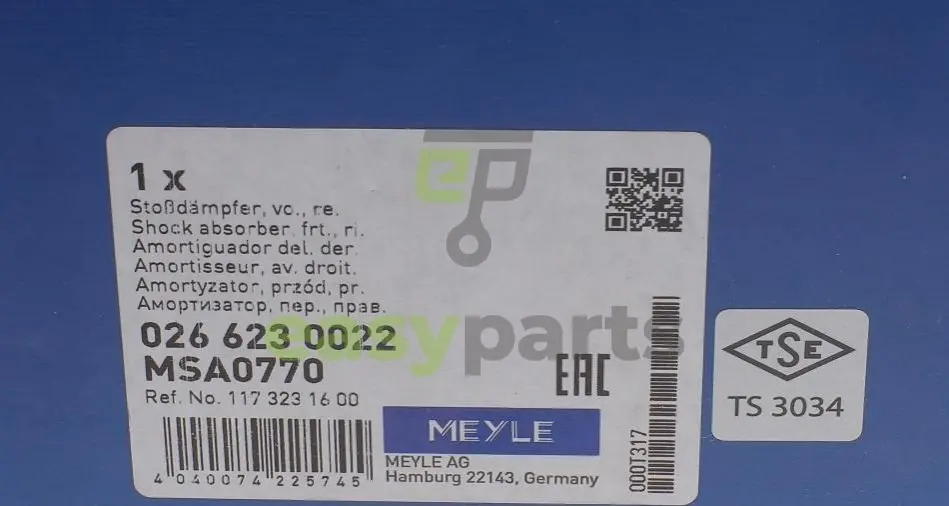 1 x
Stoßdämpfer, vo., re.
Shock absorber, frt., ri.
Amortiguador del. der.
Amortisseur, av. droit.
Amortyzator, przód, pr.
Амортизатор, пер., прав.
026 623 0022
MSA0770
Ref. No. 117 323 16 00
4 040074 225745
MEYLE
MEYLE AG
Hamburg 22143, Germany
EAC
000T317
TSE
TS 3034
ep
easyparts